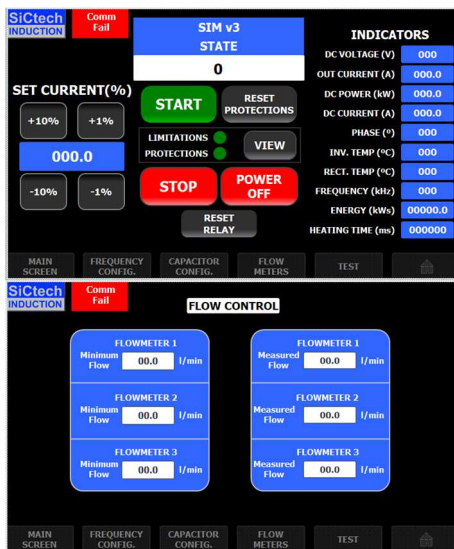 SiCtech
INDUCTION
Comm
Fail
SIM v3
STATE
0
SET CURRENT(%)
+10%
+1%
000.0
-10%
-1%
START
RESET
PROTECTIONS
LIMITATIONS
PROTECTIONS
VIEW
STOP
POWER
OFF
RESET
RELAY
INDICATORS
DC VOLTAGE (V) 000
OUT CURRENT (A) 000.0
DC POWER (kW) 000.0
DC CURRENT (A) 000.0
PHASE (º) 000
INV. TEMP (ºC) 000
RECT. TEMP (ºC) 000
FREQUENCY (kHz) 000
ENERGY (kWs) 00000.0
HEATING TIME (ms) 000000
MAIN
SCREEN
FREQUENCY
CONFIG.
CAPACITOR
CONFIG.
FLOW
METERS
TEST
SiCtech
INDUCTION
Comm
Fail
FLOW CONTROL
FLOWMETER 1
Minimum
Flow
00.0 l/min
FLOWMETER 2
Minimum
Flow
00.0 l/min
FLOWMETER 3
Minimum
Flow
00.0 l/min
FLOWMETER 1
Measured
Flow
00.0 l/min
FLOWMETER 2
Measured
Flow
00.0 l/min
FLOWMETER 3
Measured
Flow
00.0 l/min
MAIN
SCREEN
FREQUENCY
CONFIG.
CAPACITOR
CONFIG.
FLOW
METERS
TEST